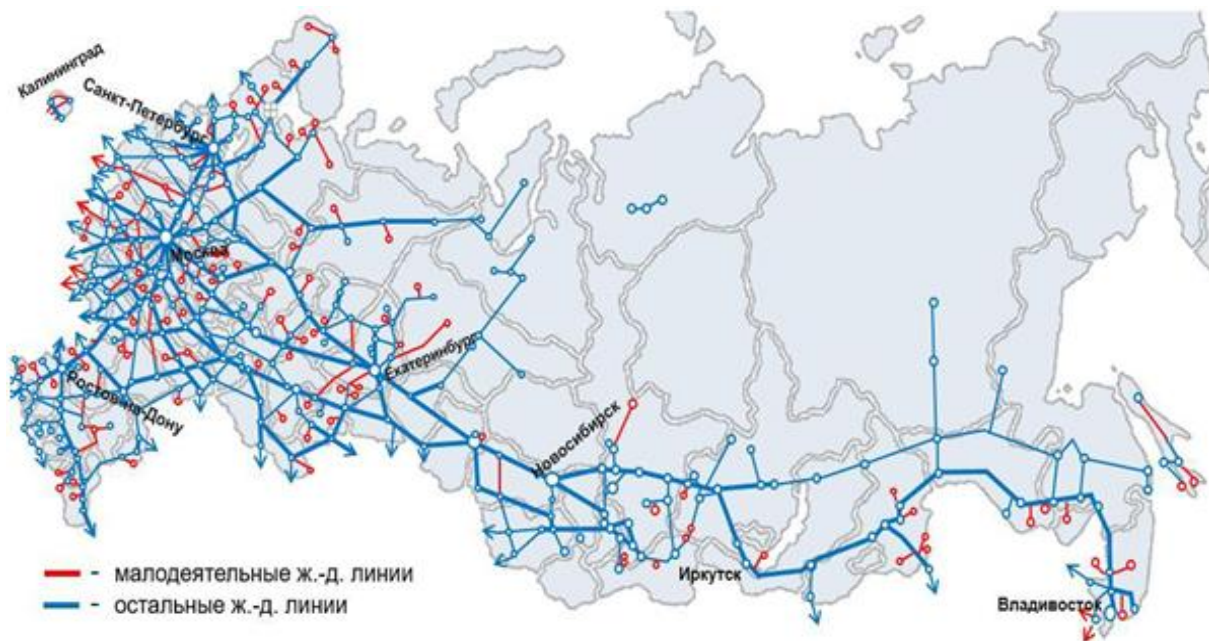 Калининград
Санкт-Петербург
Москва
Ростов-на-Дону
Екатеринбург
Новосибирск
Иркутск
Владивосток
- малодеятельные ж.-д. линии
- остальные ж.-д. линии